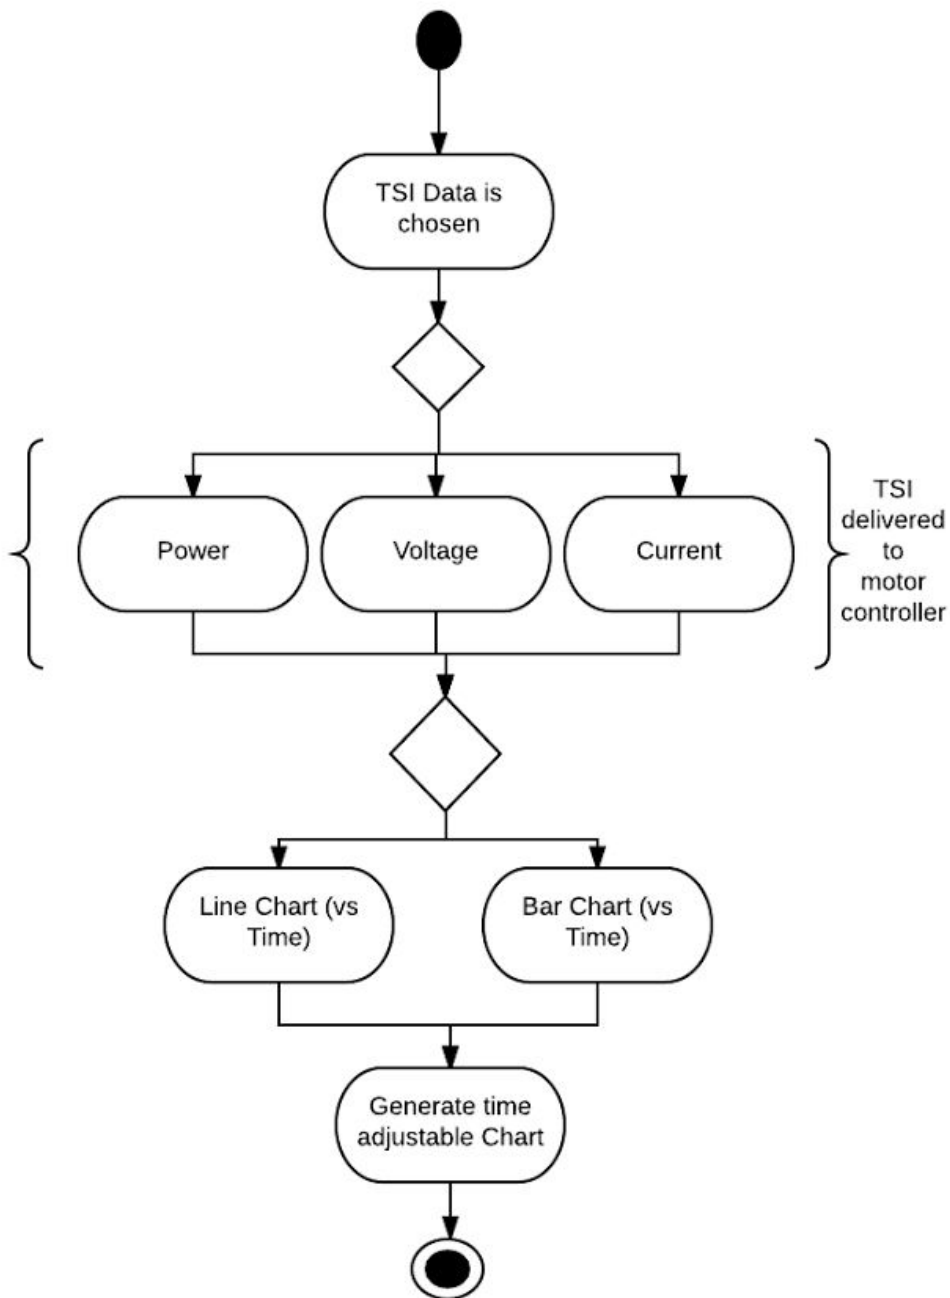 TSI Data is
chosen
Power
Voltage
Current
TSI
delivered
to
motor
controller
Line Chart (vs
Time)
Bar Chart (vs
Time)
Generate time
adjustable Chart